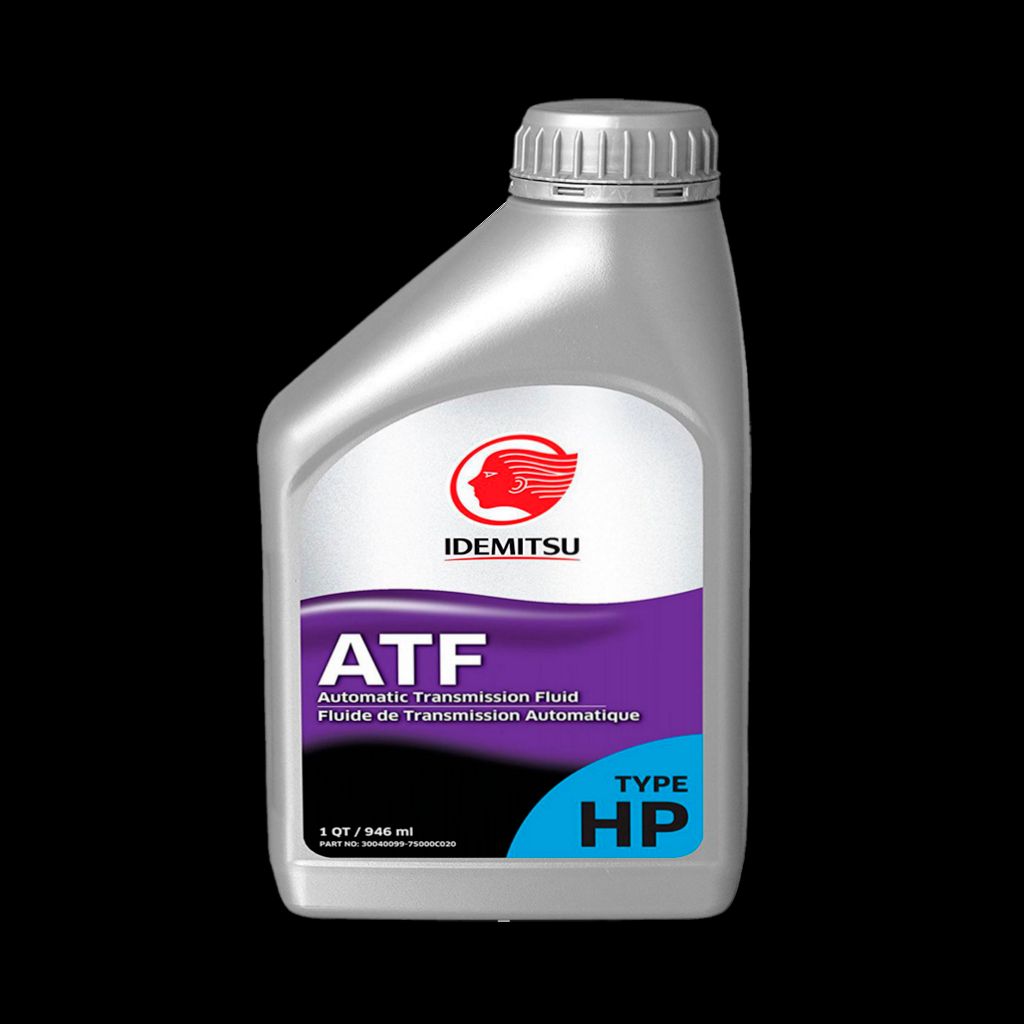 IDEMITSU
ATF
Automatic Transmission Fluid
Fluide de Transmission Automatique
TYPE
HP
1 QT / 946 ml
PART NO: 30040099-75000C020